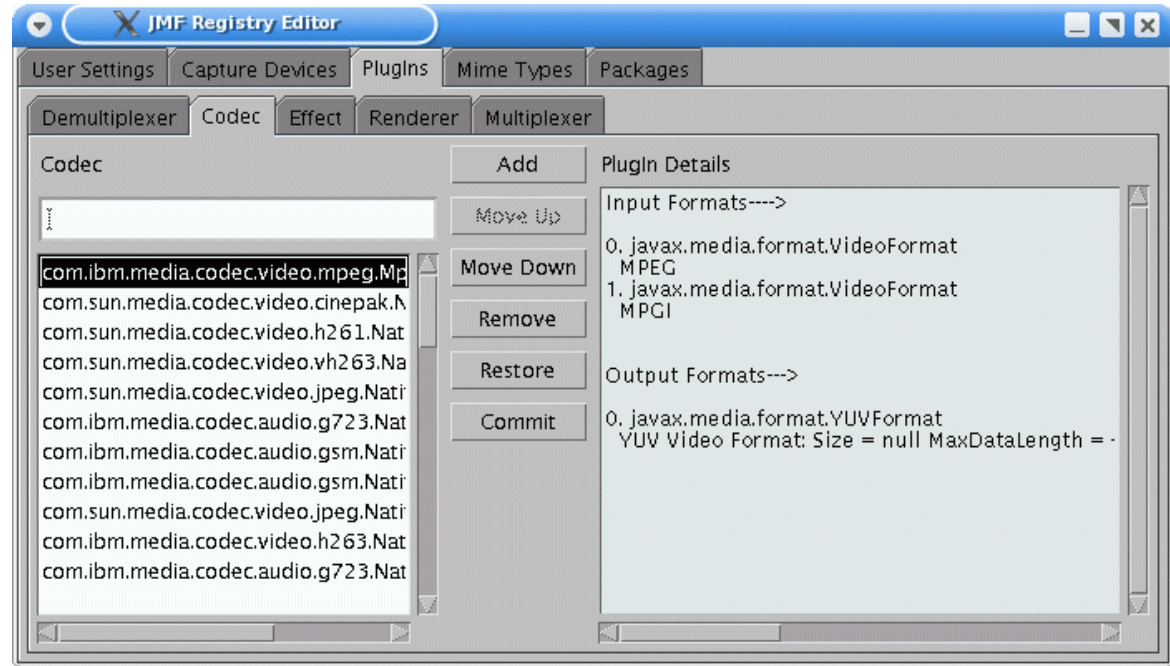 JMF Registry Editor
User Settings Capture Devices PlugIns Mime Types Packages
Demultiplexer Codec Effect Renderer Multiplexer
Codec
com.ibm.media.codec.video.mpeg.Mp
com.sun.media.codec.video.cinepak.N
com.sun.media.codec.video.h261.Nat
com.sun.media.codec.video.vh263.Na
com.sun.media.codec.video.jpeg.Nati
com.ibm.media.codec.audio.g723.Nat
com.ibm.media.codec.audio.gsm.Nati
com.ibm.media.codec.audio.gsm.Nati
com.sun.media.codec.video.jpeg.Nati
com.ibm.media.codec.video.h263.Nat
com.ibm.media.codec.audio.g723.Nat
Add
Move Up
Move Down
Remove
Restore
Commit
PlugIn Details
Input Formats---->
0. javax.media.format.VideoFormat
MPEG
1. javax.media.format.VideoFormat
MPGI
Output Formats--->
0. javax.media.format.YUVFormat
YUV Video Format: Size = null MaxDataLength = -